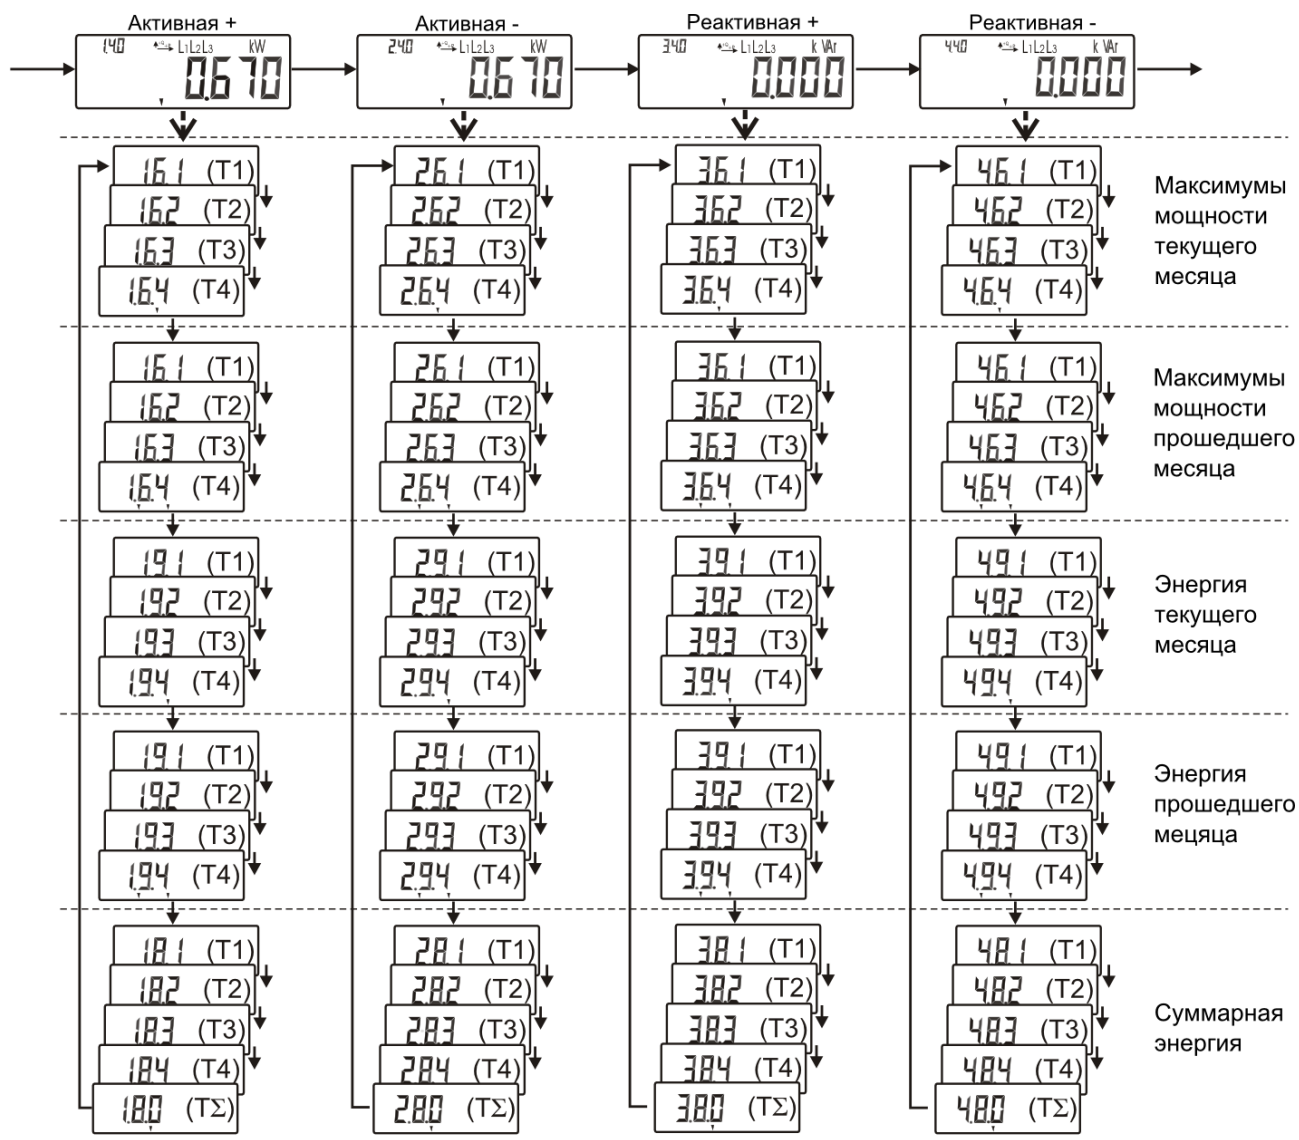 Активная + Активная - Реактивная + Реактивная -
1.4.0 L1L2L3 kW 2.4.0 L1L2L3 kW 3.4.0 L1L2L3 k VAr 4.4.0 L1L2L3 k VAr
0.670 0.670 0.000 0.000
1.6.1 (T1) 2.6.1 (T1) 3.6.1 (T1) 4.6.1 (T1)
1.6.2 (T2) 2.6.2 (T2) 3.6.2 (T2) 4.6.2 (T2)
1.6.3 (T3) 2.6.3 (T3) 3.6.3 (T3) 4.6.3 (T3)
1.6.4 (T4) 2.6.4 (T4) 3.6.4 (T4) 4.6.4 (T4)
Максимумы
мощности
текущего
месяца
1.6.1 (T1) 2.6.1 (T1) 3.6.1 (T1) 4.6.1 (T1)
1.6.2 (T2) 2.6.2 (T2) 3.6.2 (T2) 4.6.2 (T2)
1.6.3 (T3) 2.6.3 (T3) 3.6.3 (T3) 4.6.3 (T3)
1.6.4 (T4) 2.6.4 (T4) 3.6.4 (T4) 4.6.4 (T4)
Максимумы
мощности
прошедшего
месяца
1.9.1 (T1) 2.9.1 (T1) 3.9.1 (T1) 4.9.1 (T1)
1.9.2 (T2) 2.9.2 (T2) 3.9.2 (T2) 4.9.2 (T2)
1.9.3 (T3) 2.9.3 (T3) 3.9.3 (T3) 4.9.3 (T3)
1.9.4 (T4) 2.9.4 (T4) 3.9.4 (T4) 4.9.4 (T4)
Энергия
текущего
месяца
1.9.1 (T1) 2.9.1 (T1) 3.9.1 (T1) 4.9.1 (T1)
1.9.2 (T2) 2.9.2 (T2) 3.9.2 (T2) 4.9.2 (T2)
1.9.3 (T3) 2.9.3 (T3) 3.9.3 (T3) 4.9.3 (T3)
1.9.4 (T4) 2.9.4 (T4) 3.9.4 (T4) 4.9.4 (T4)
Энергия
прошедшего
мецяца
1.8.1 (T1) 2.8.1 (T1) 3.8.1 (T1) 4.8.1 (T1)
1.8.2 (T2) 2.8.2 (T2) 3.8.2 (T2) 4.8.2 (T2)
1.8.3 (T3) 2.8.3 (T3) 3.8.3 (T3) 4.8.3 (T3)
1.8.4 (T4) 2.8.4 (T4) 3.8.4 (T4) 4.8.4 (T4)
1.8.0 (TΣ) 2.8.0 (TΣ) 3.8.0 (TΣ) 4.8.0 (TΣ)
Суммарная
энергия